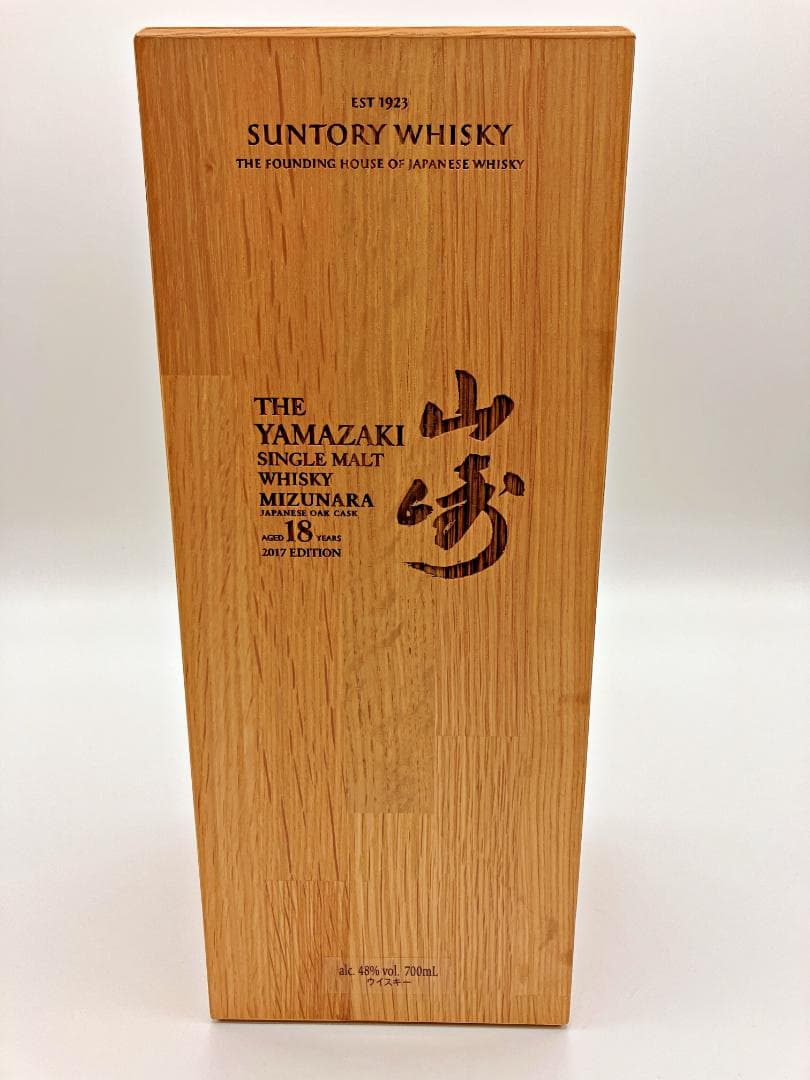 EST 1923
SUNTORY WHISKY
THE FOUNDING HOUSE OF JAPANESE WHISKY
THE
YAMAZAKI
SINGLE MALT
WHISKY
MIZUNARA
JAPANESE OAK CASK
AGED 18 YEARS
2017 EDITION
山崎
alc. 48% vol. 700mL
ウイスキー